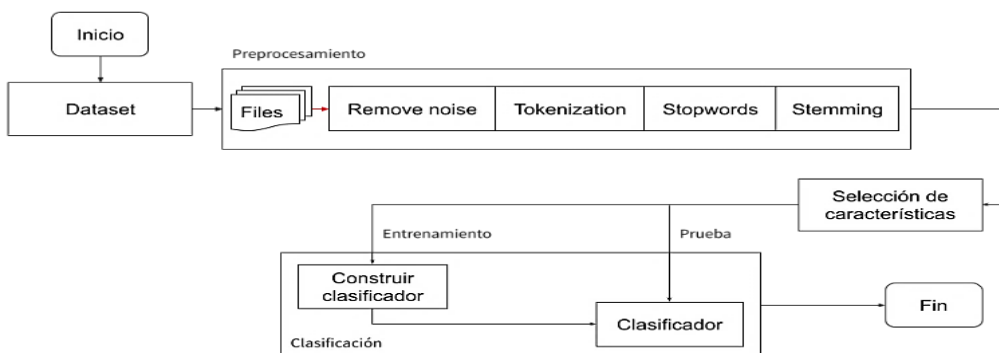 Inicio
Preprocesamiento
Dataset
Files
Remove noise
Tokenization
Stopwords
Stemming
Selección de
características
Entrenamiento
Prueba
Construir
clasificador
Clasificador
Fin
Clasificación